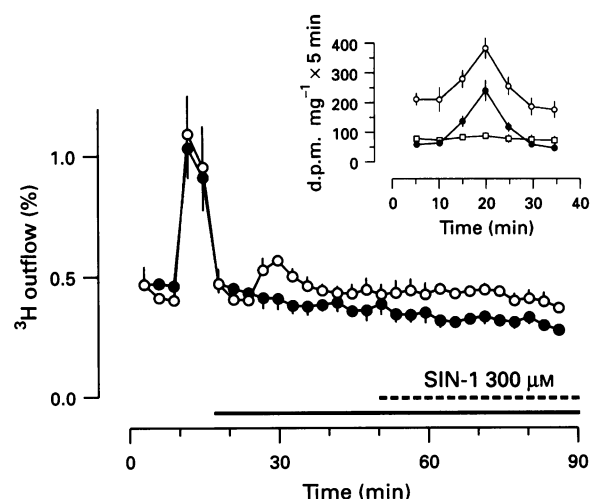 400
300
200
100
0
d.p.m. mg⁻¹ × 5 min
0 10 20 30 40
Time (min)
1.0
0.5
0.0
³H outflow (%)
SIN-1 300 μM
0 30 60 90
Time (min)